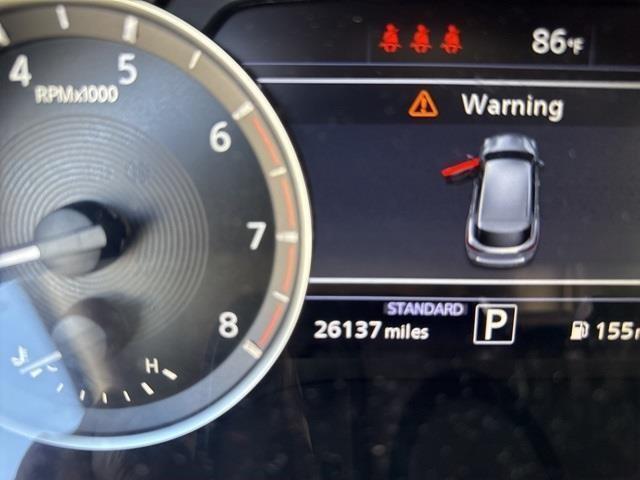 4
5
6
7
8
RPMx1000
H
86°F
Warning
STANDARD
26137 miles
P
155